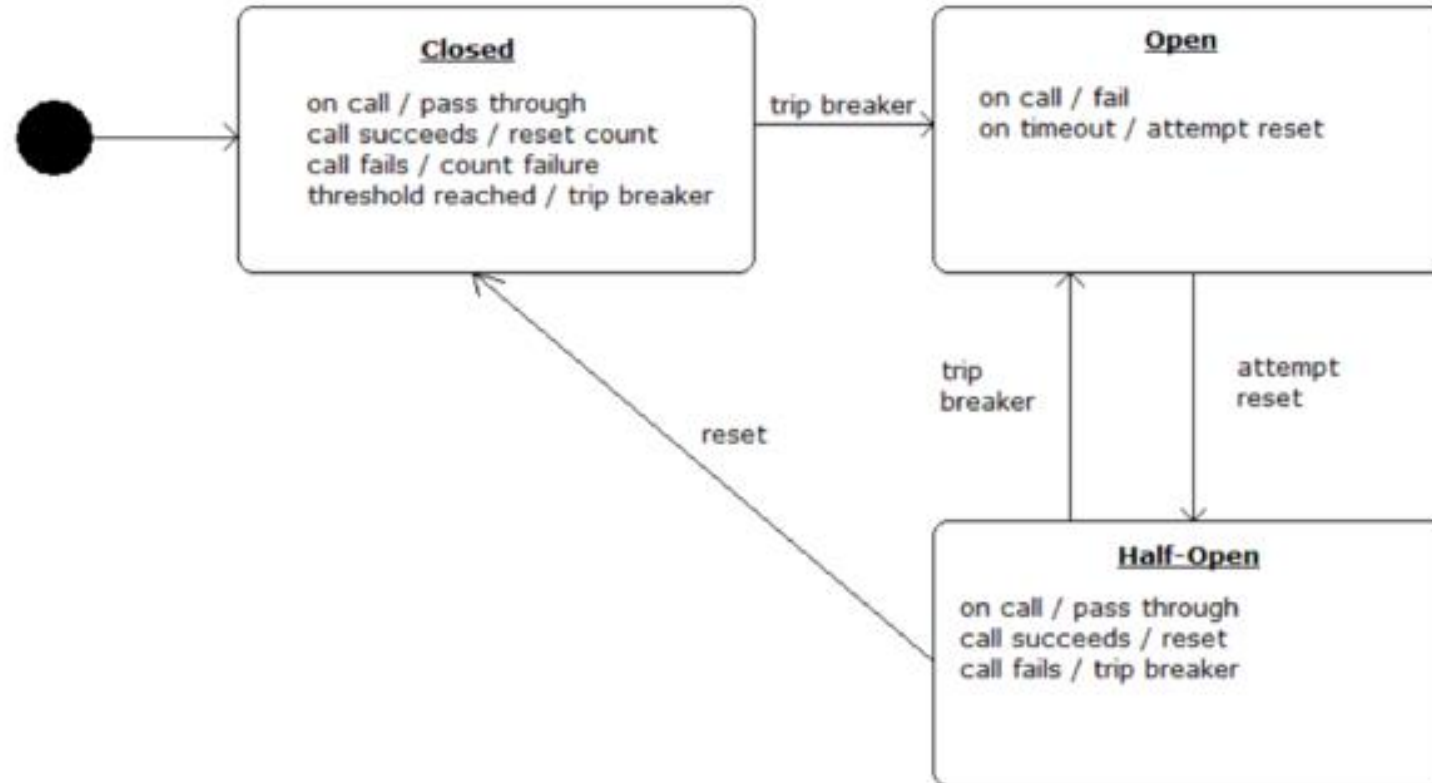 Closed
on call / pass through
call succeeds / reset count
call fails / count failure
threshold reached / trip breaker
trip breaker
Open
on call / fail
on timeout / attempt reset
trip
breaker
attempt
reset
reset
Half-Open
on call / pass through
call succeeds / reset
call fails / trip breaker